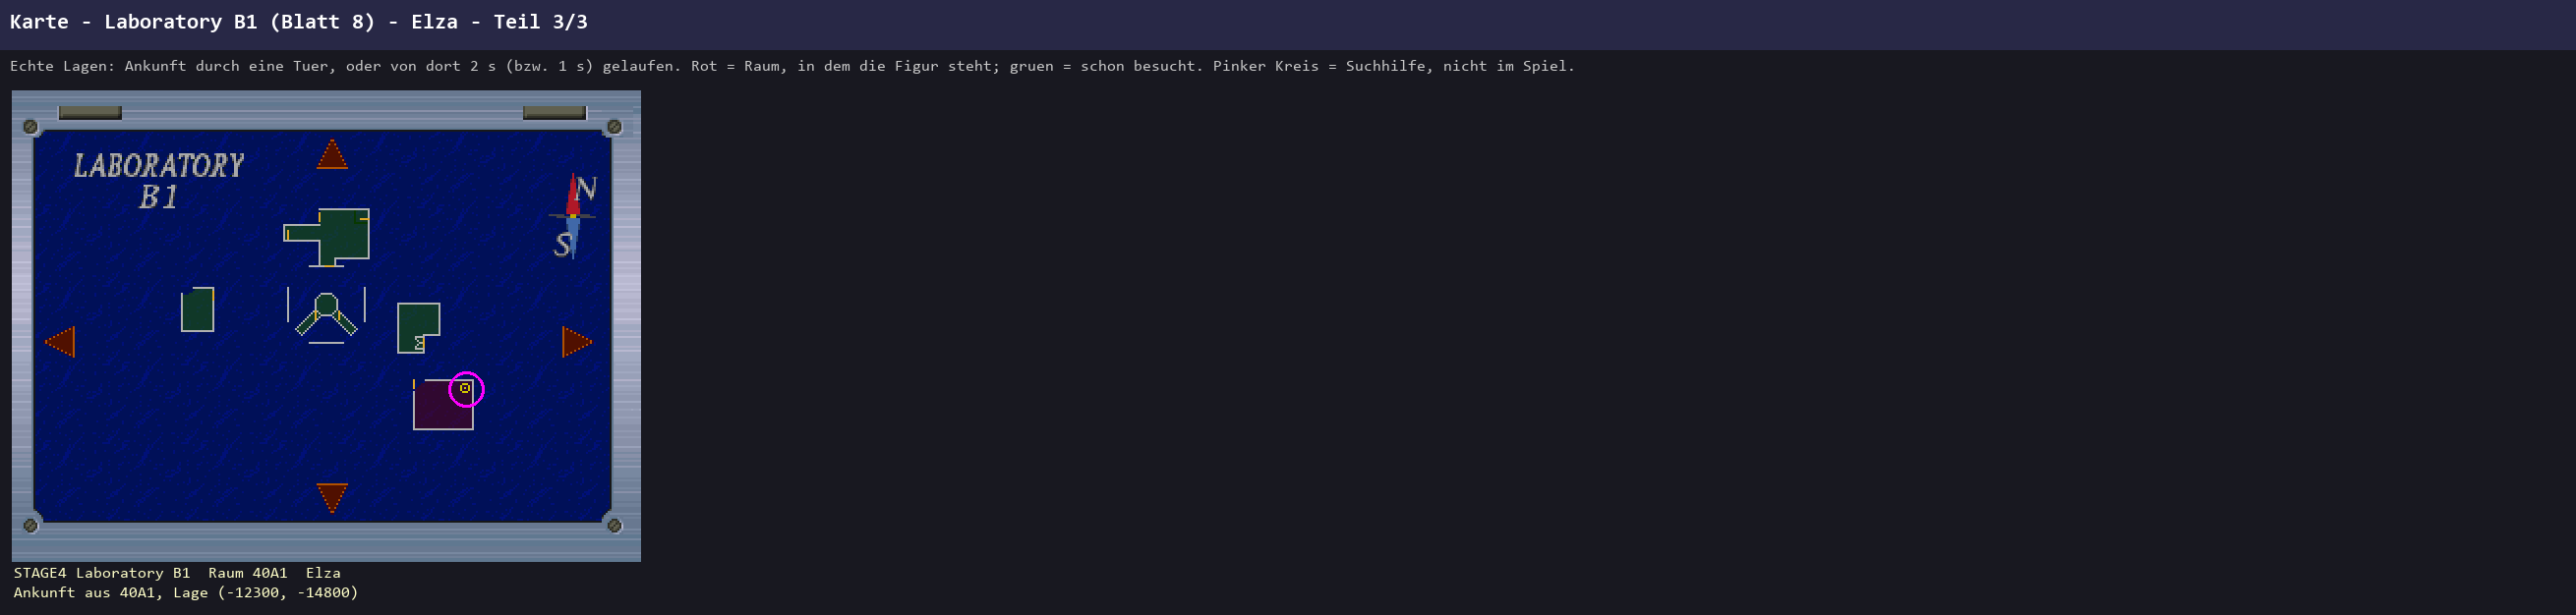 Karte - Laboratory B1 (Blatt 8) - Elza - Teil 3/3
Echte Lagen: Ankunft durch eine Tuer, oder von dort 2 s (bzw. 1 s) gelaufen. Rot = Raum, in dem die Figur steht; gruen = schon besucht. Pinker Kreis = Suchhilfe, nicht im Spiel.
LABORATORY
B1
N
S
STAGE4 Laboratory B1 Raum 40A1 Elza
Ankunft aus 40A1, Lage (-12300, -14800)